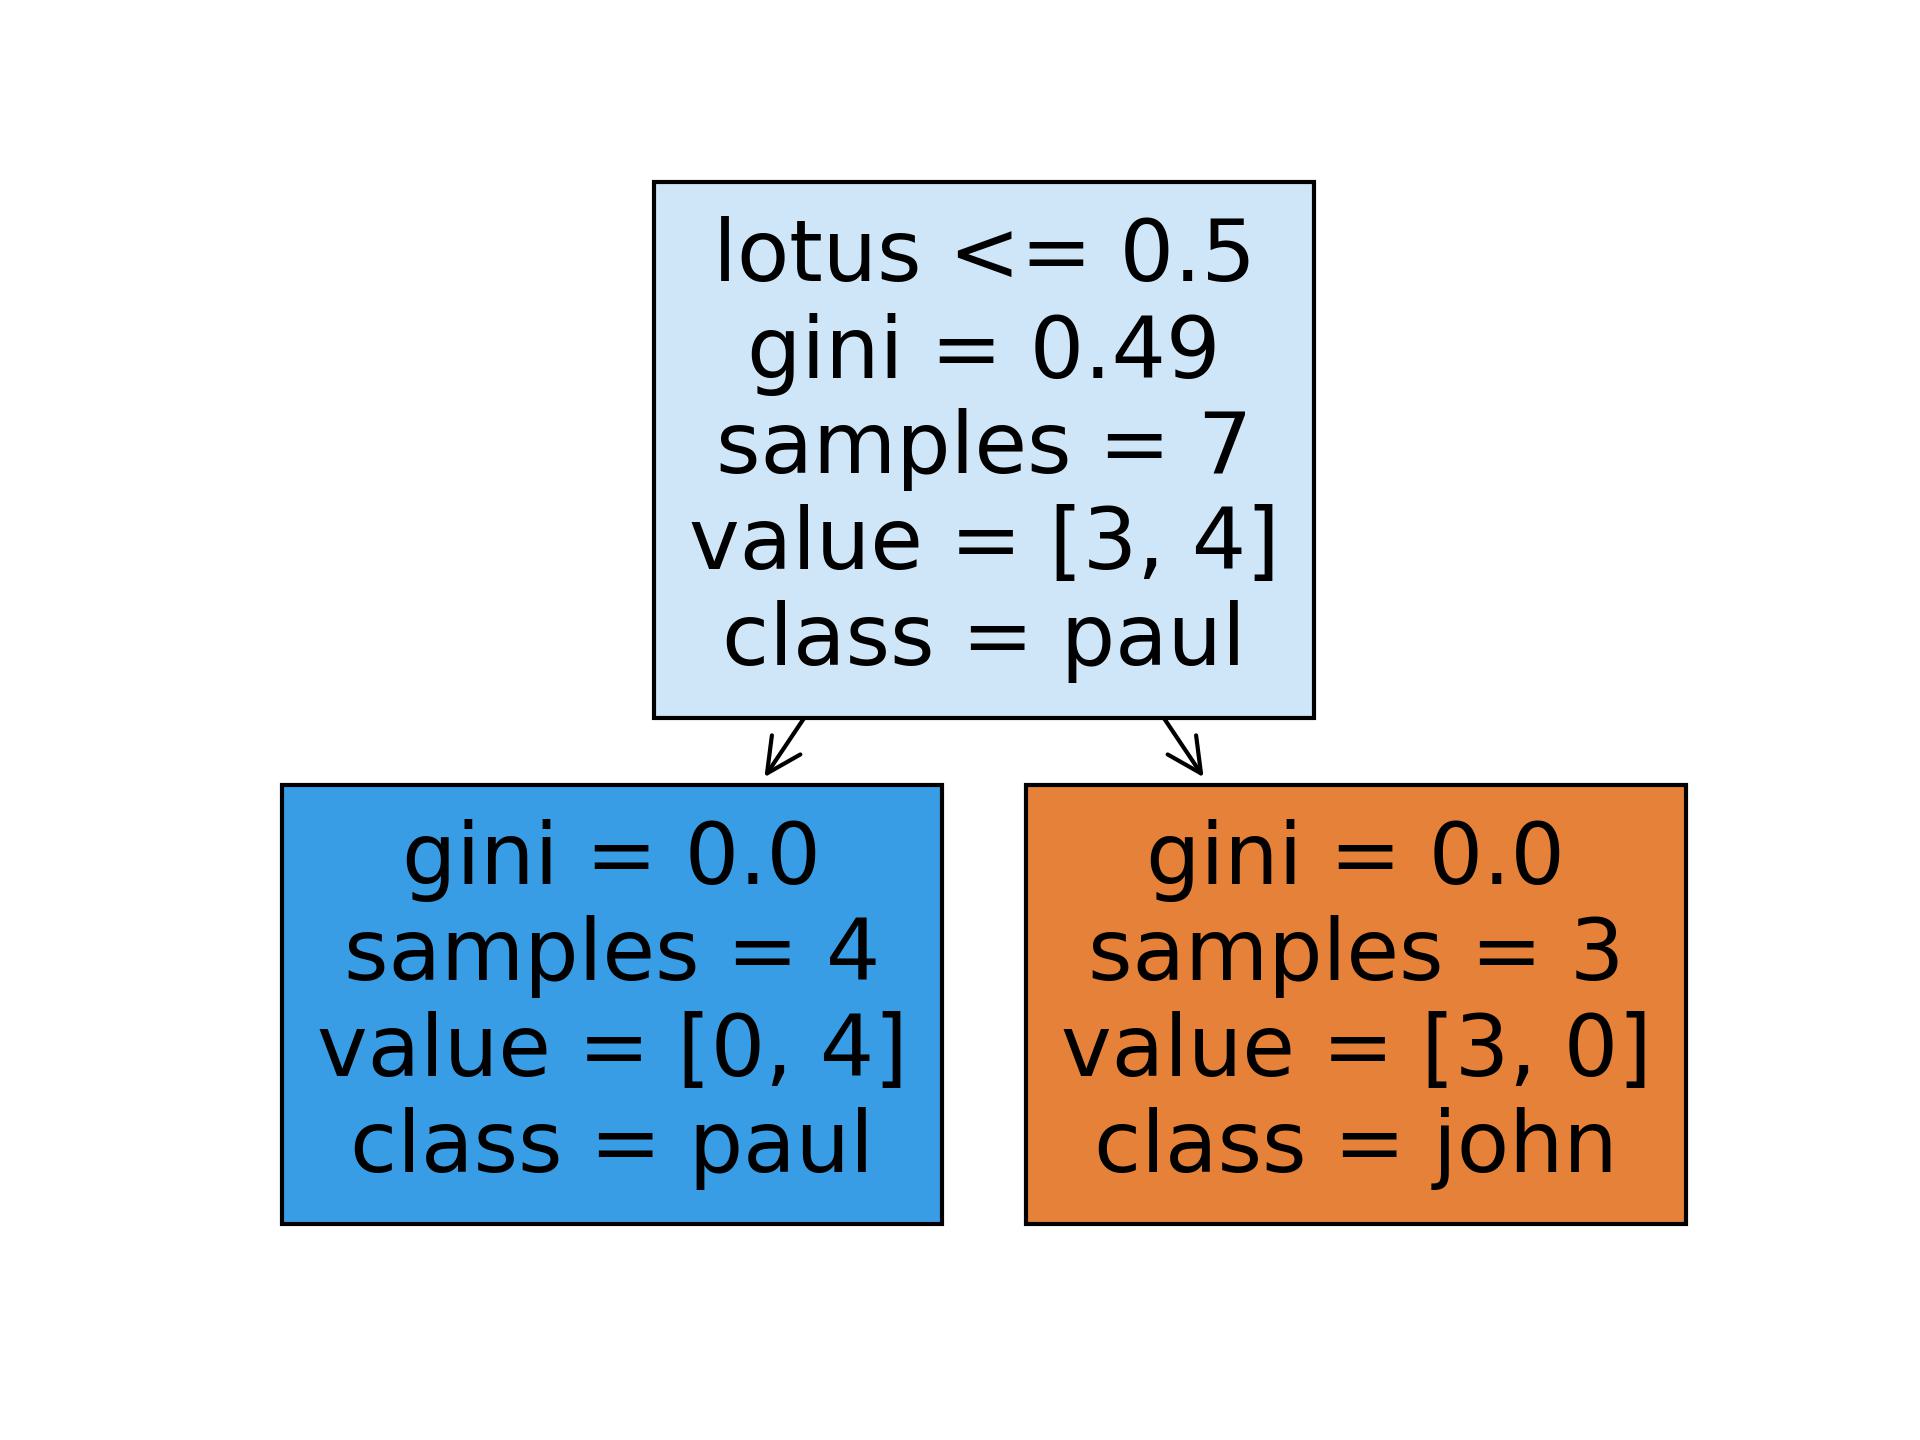 lotus <= 0.5
gini = 0.49
samples = 7
value = [3, 4]
class = paul
gini = 0.0
samples = 4
value = [0, 4]
class = paul
gini = 0.0
samples = 3
value = [3, 0]
class = john